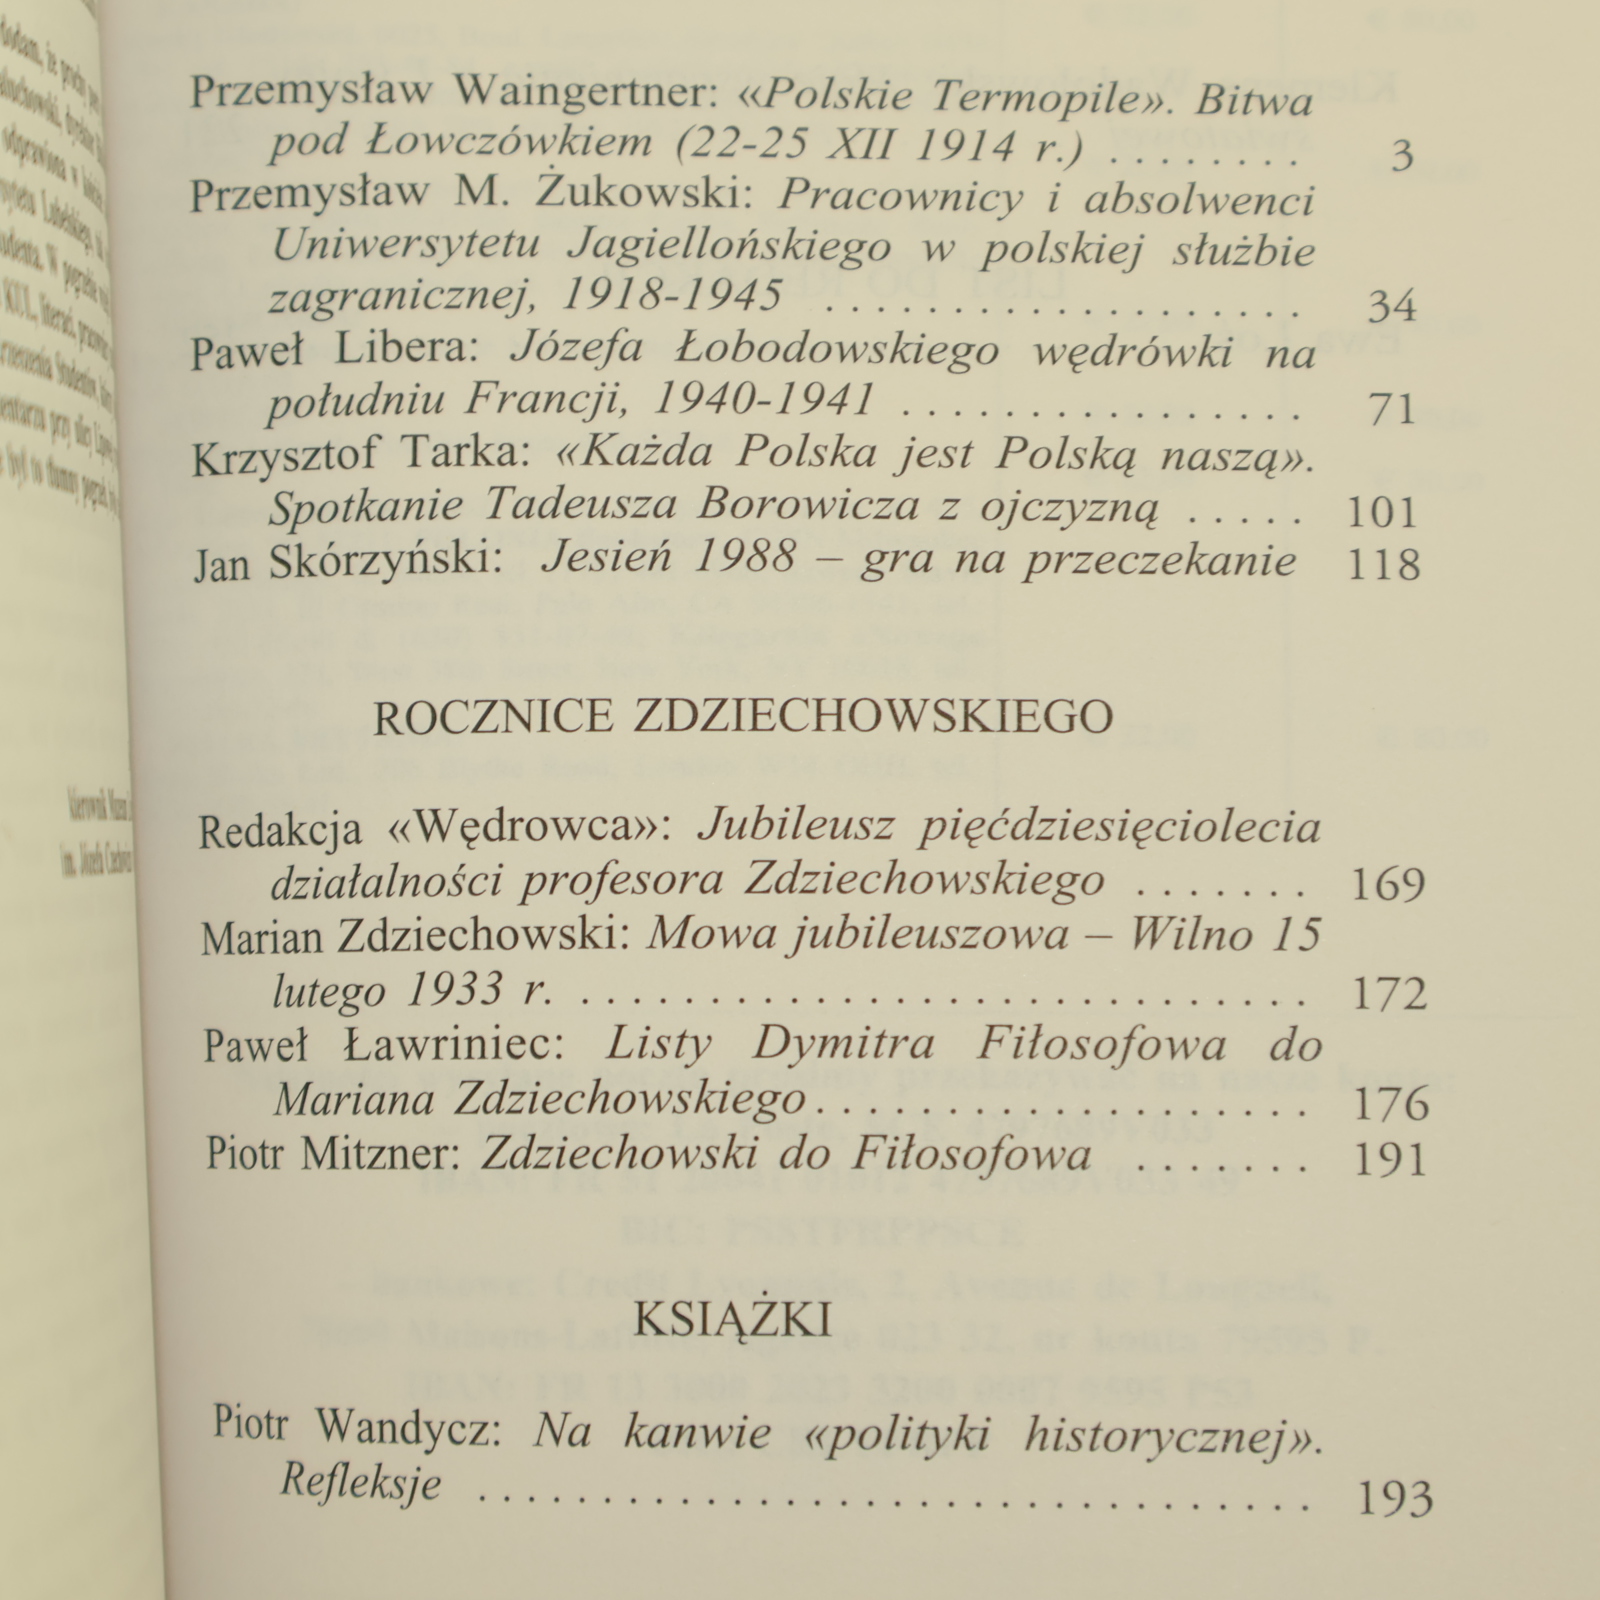 Przemysław Waingertner: «Polskie Termopile». Bitwa
pod Łowczówkiem (22-25 XII 1914 r.) ........ 3
Przemysław M. Żukowski: Pracownicy i absolwenci
Uniwersytetu Jagiellońskiego w polskiej służbie
zagranicznej, 1918-1945 ................... 34
Paweł Libera: Józefa Łobodowskiego wędrówki na
południu Francji, 1940-1941 ................ 71
Krzysztof Tarka: «Każda Polska jest Polską naszą».
Spotkanie Tadeusza Borowicza z ojczyzną ..... 101
Jan Skórzyński: Jesień 1988 – gra na przeczekanie 118
ROCZNICE ZDZIECHOWSKIEGO
Redakcja «Wędrowca»: Jubileusz pięćdziesięciolecia
działalności profesora Zdziechowskiego ....... 169
Marian Zdziechowski: Mowa jubileuszowa – Wilno 15
lutego 1933 r. ............................ 172
Paweł Ławriniec: Listy Dymitra Fiłosofowa do
Mariana Zdziechowskiego................... 176
Piotr Mitzner: Zdziechowski do Fiłosofowa ....... 191
KSIĄŻKI
Piotr Wandycz: Na kanwie «polityki historycznej».
Refleksje ................................ 193